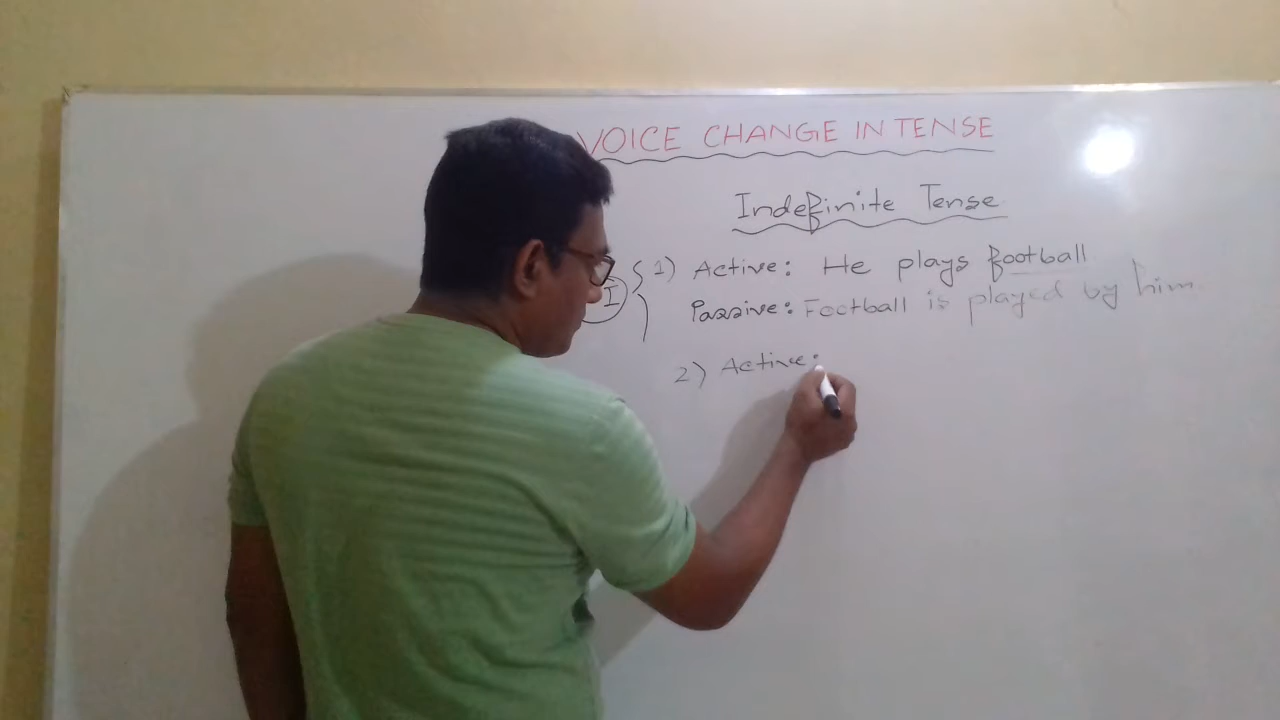 VOICE CHANGE IN TENSE
Indefinite Tense
I
1) Active: He plays football
Passive: Football is played by him.
2) Active: